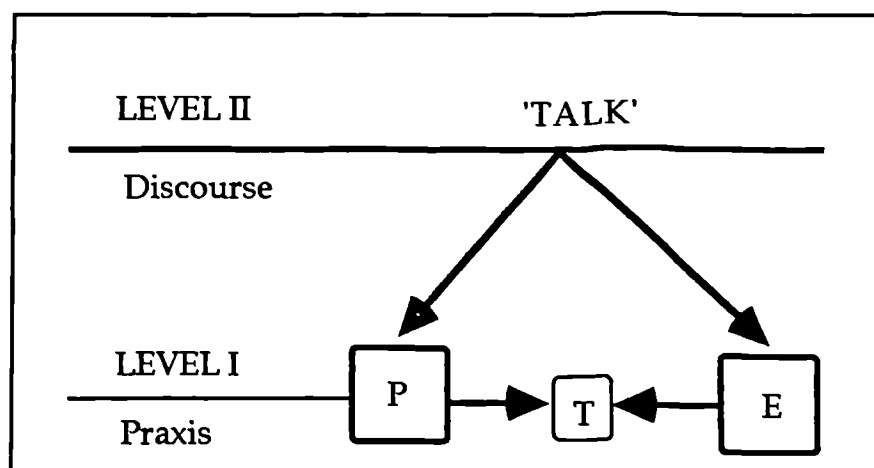 LEVEL II 'TALK'
Discourse
LEVEL I
P T E
Praxis